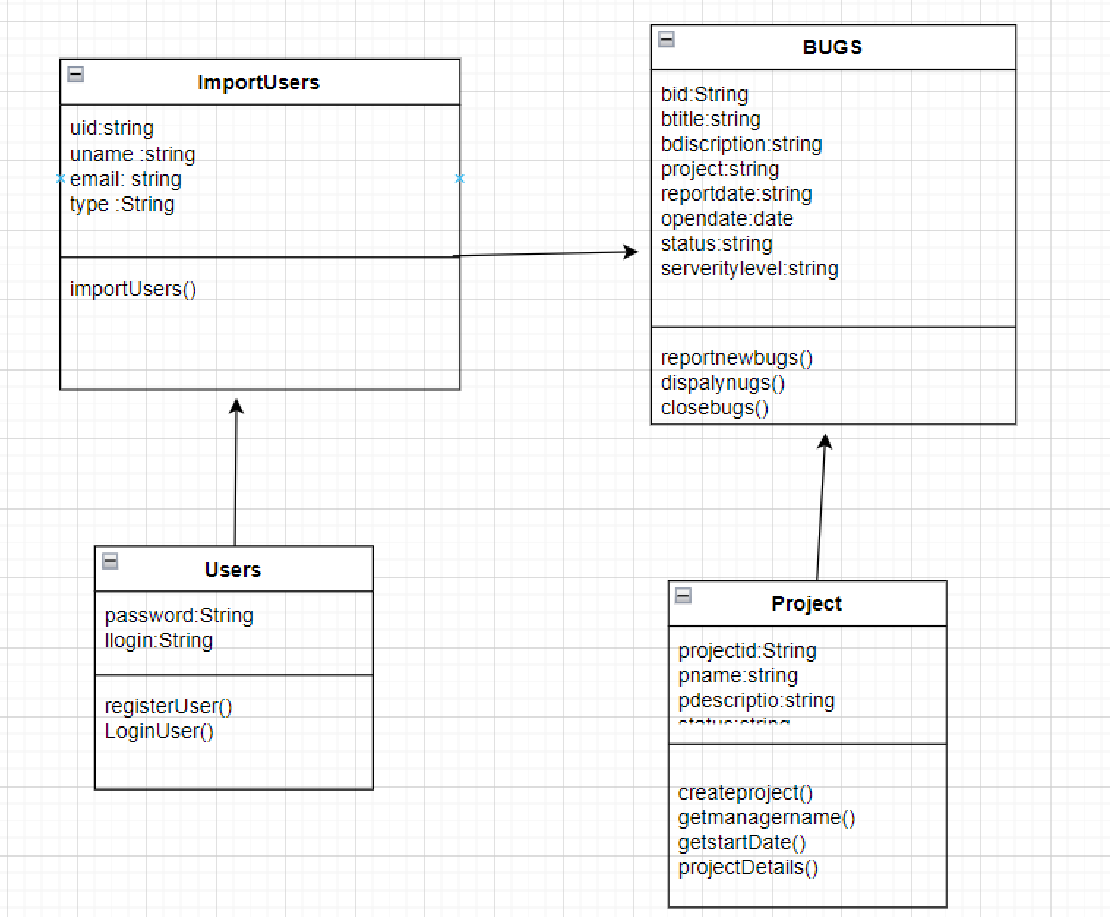 ImportUsers
uid:string
uname :string
email: string
type :String
importUsers()
BUGS
bid:String
btitle:string
bdiscription:string
project:string
reportdate:string
opendate:date
status:string
serveritylevel:string
reportnewbugs()
dispalynugs()
closebugs()
Users
password:String
llogin:String
registerUser()
LoginUser()
Project
projectid:String
pname:string
pdescriptio:string
status:string
createproject()
getmanagername()
getstartDate()
projectDetails()